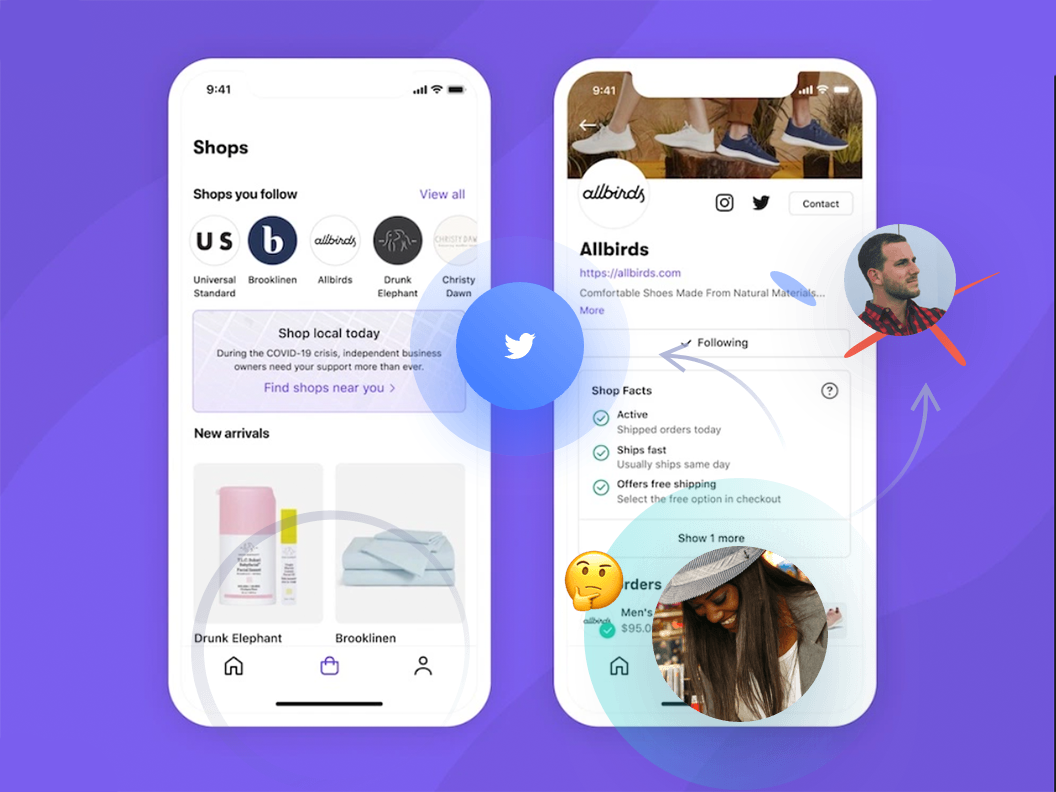 9:41
Shops
Shops you follow
View all
US
b
allbirds
CHRISTY DAW
Universal
Standard
Brooklinen
Allbirds
Drunk
Elephant
Christy
Dawn
Shop local today
During the COVID-19 crisis, independent business
owners need your support more than ever.
Find shops near you >
New arrivals
Drunk Elephant
Brooklinen
9:41
allbirds
Contact
Allbirds
https://allbirds.com
Comfortable Shoes Made From Natural Materials...
More
Following
Shop Facts
?
Active
Shipped orders today
Ships fast
Usually ships same day
Offers free shipping
Select the free option in checkout
Show 1 more
rders
allbirds
Men's
$95.0